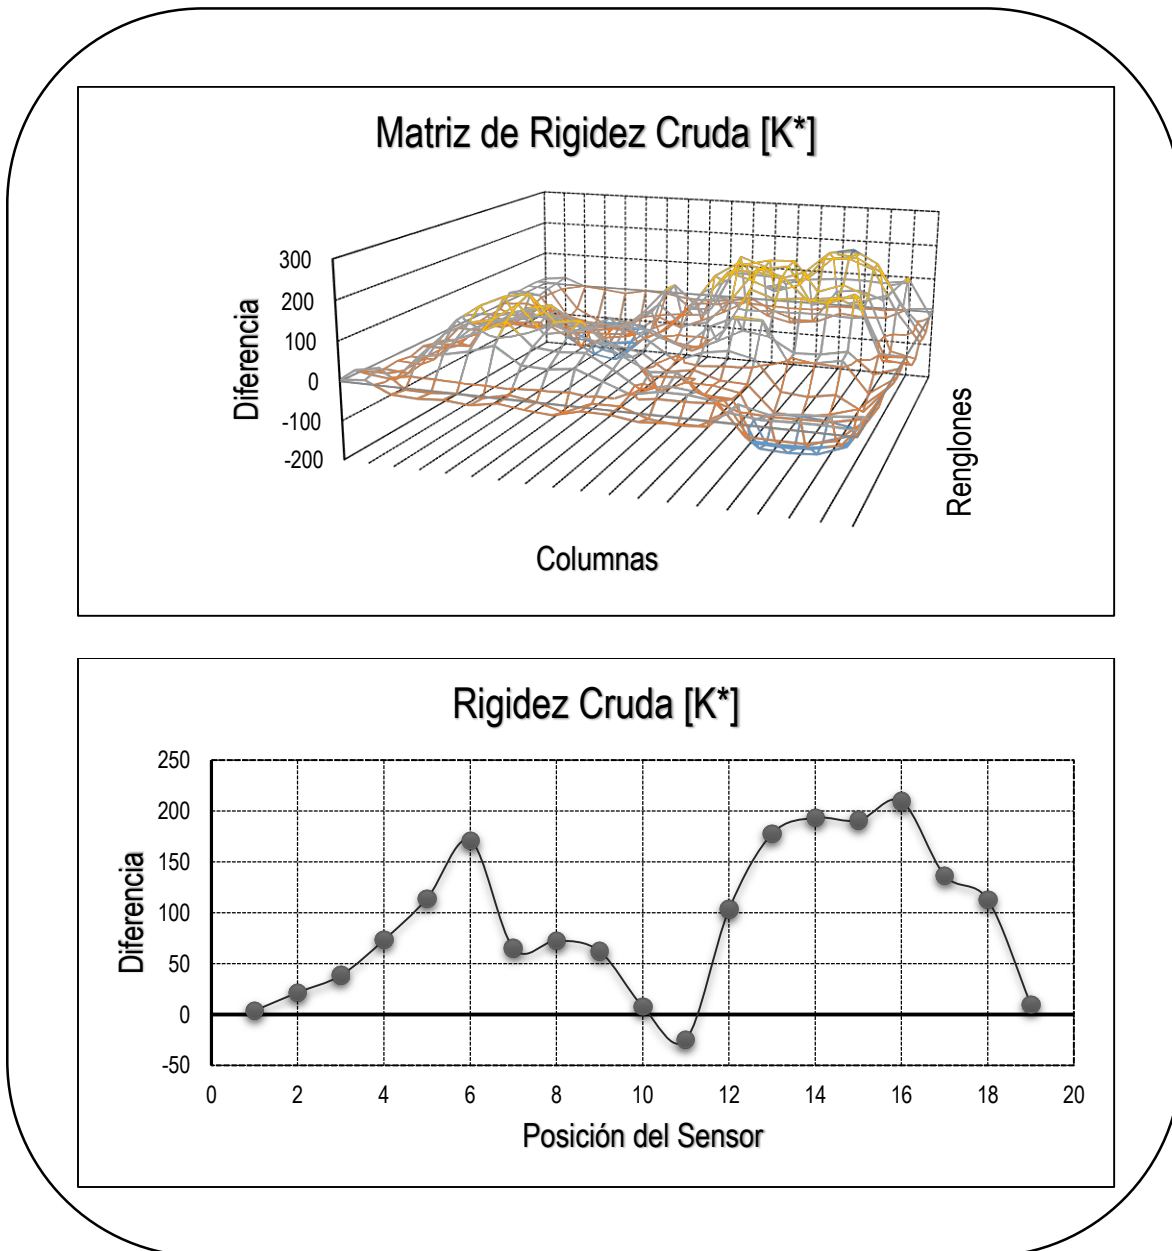 Matriz de Rigidez Cruda [K*]
300
200
100
0
-100
-200
Diferencia
Columnas
Renglones
Rigidez Cruda [K*]
250
200
150
100
50
0
-50
Diferencia
0 2 4 6 8 10 12 14 16 18 20
Posición del Sensor